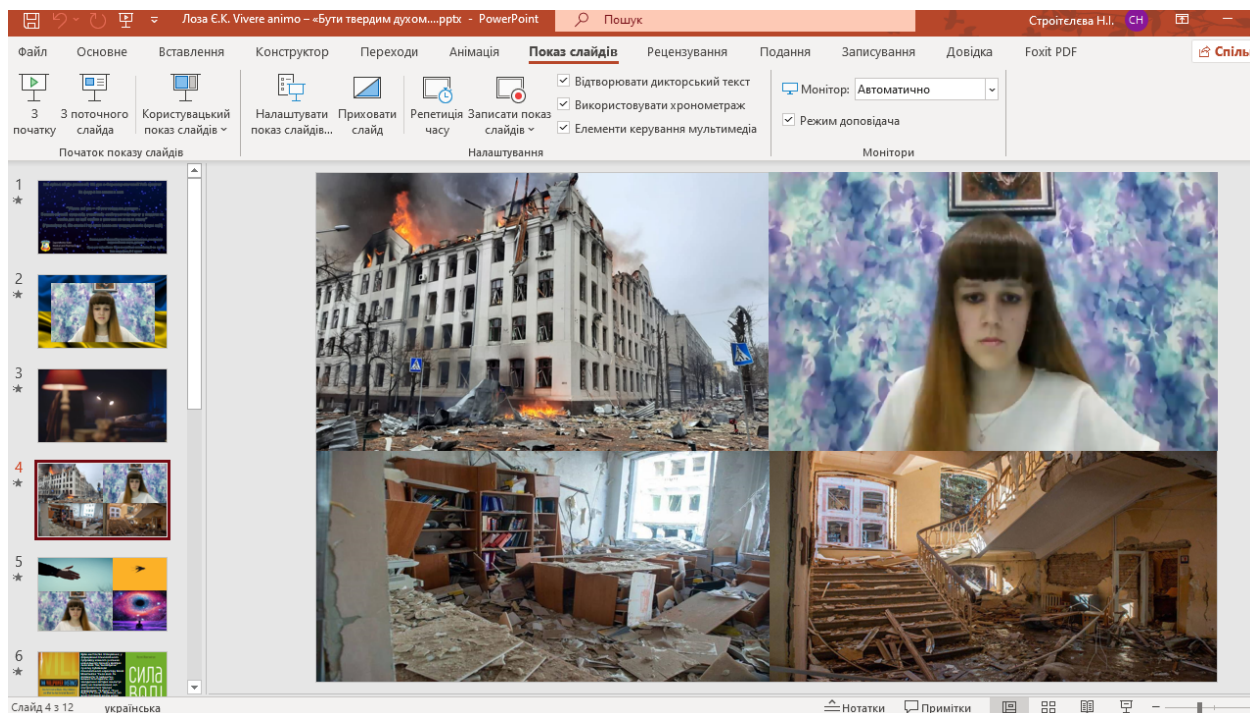 Лоза Є.К. Vivere animo – «Бути твердим духом....pptx - PowerPoint
Пошук
Строітєлєва Н.І.
СН
Файл
Основне
Вставлення
Конструктор
Переходи
Анімація
Показ слайдів
Рецензування
Подання
Записування
Довідка
Foxit PDF
Спіль
З
початку
З поточного
слайда
Користувацький
показ слайдів
Налаштувати
показ слайдів...
Приховати
слайд
Репетиція
часу
Записати показ
слайдів
Відтворювати дикторський текст
Використовувати хронометраж
Елементи керування мультимедіа
Монітор: Автоматично
Режим доповідача
Початок показу слайдів
Налаштування
Монітори
1
2
3
4
5
6
СИЛА
ВОЛІ
Слайд 4 з 12
українська
Нотатки
Примітки